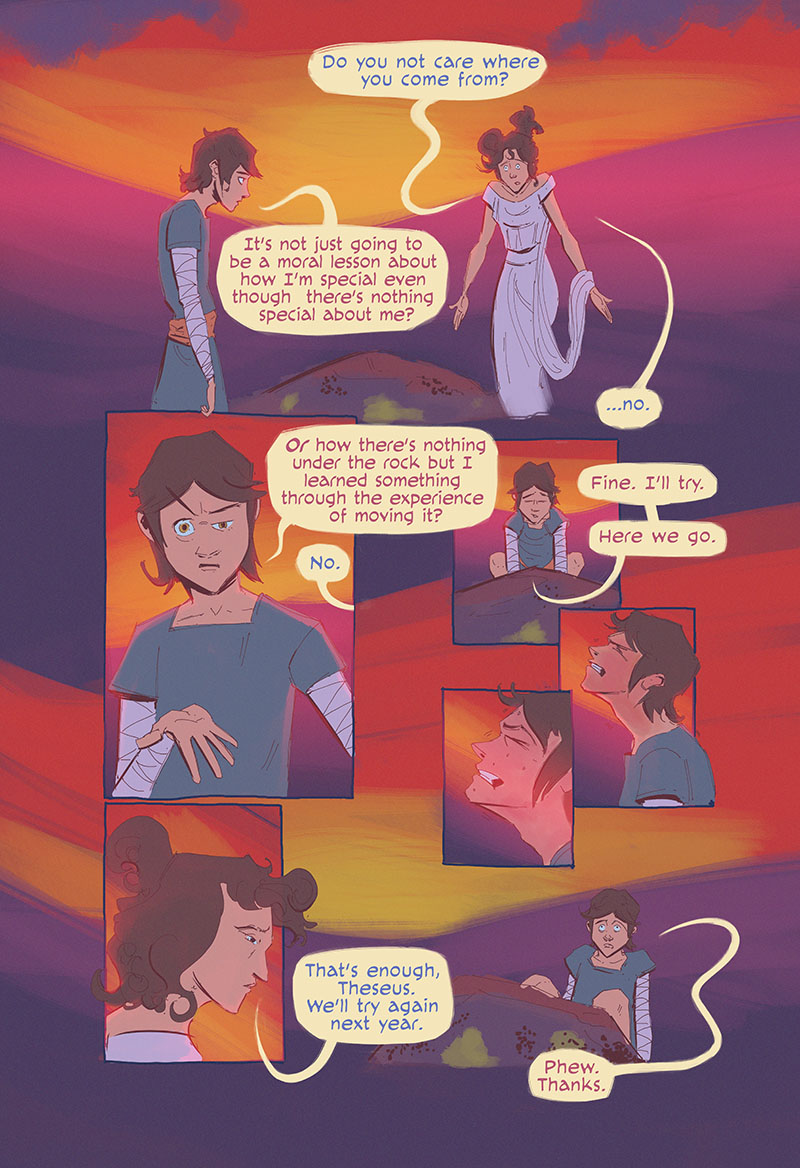 Do you not care where
you come from?
It's not just going to
be a moral lesson about
how I'm special even
though there's nothing
special about me?
...no.
Or how there's nothing
under the rock but I
learned something
through the experience
of moving it?
No.
Fine. I'll try.
Here we go.
That's enough,
Theseus.
We'll try again
next year.
Phew.
Thanks.